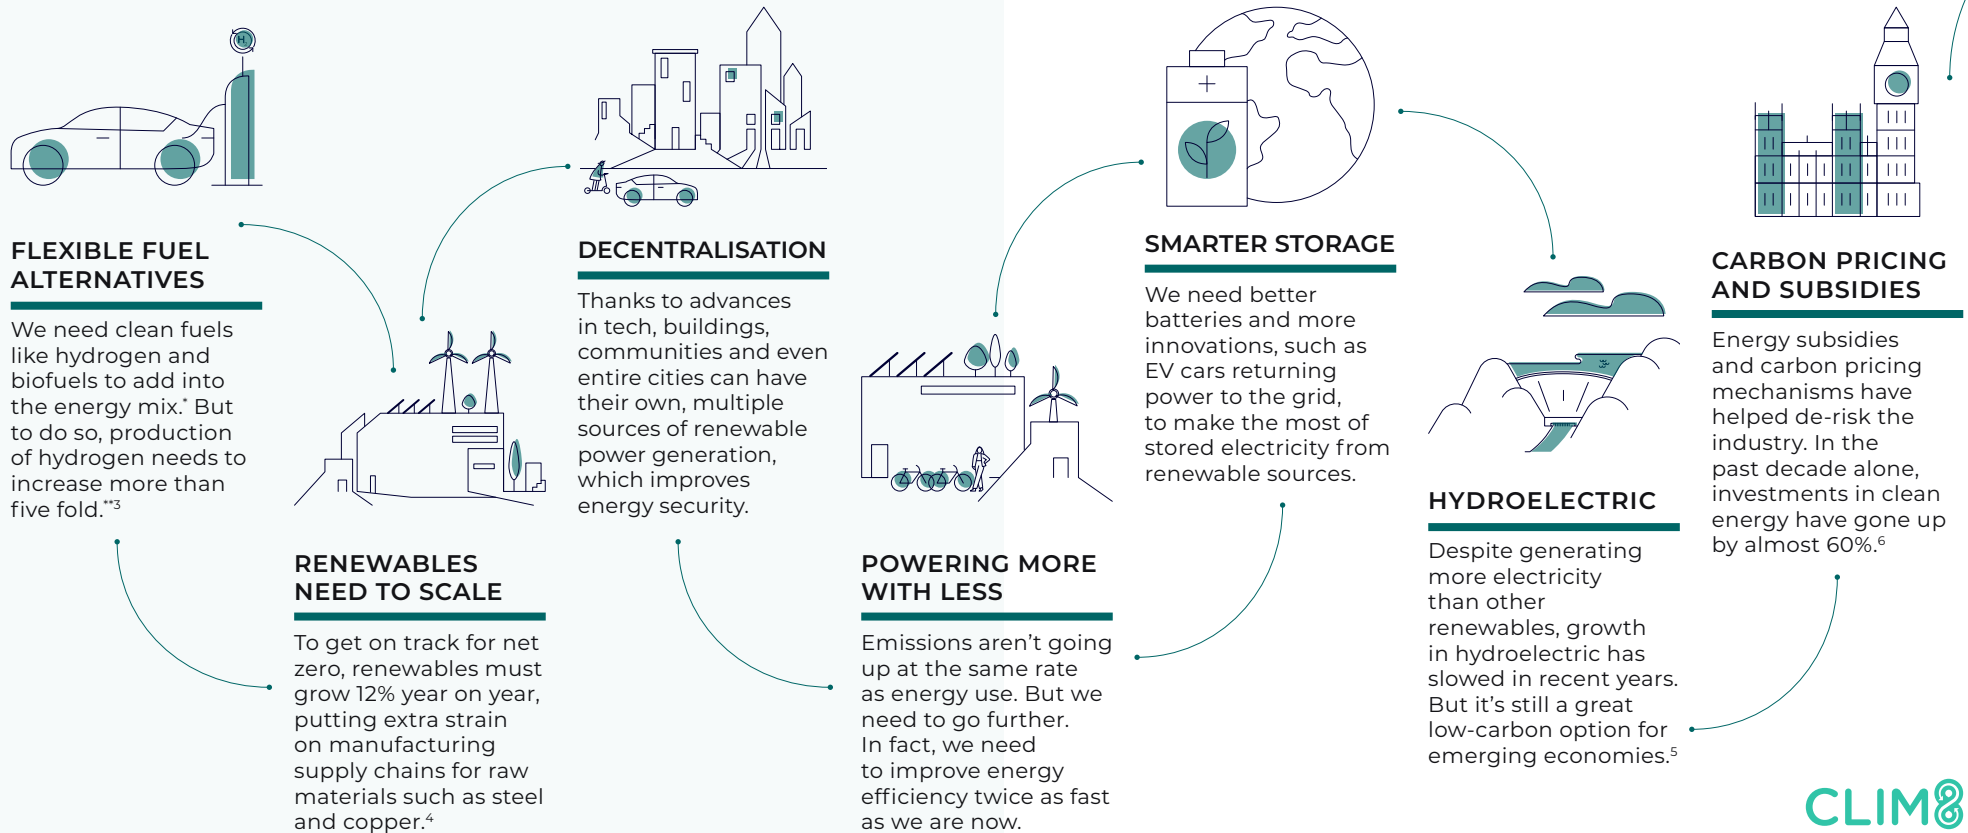 H₂
FLEXIBLE FUEL
ALTERNATIVES
We need clean fuels
like hydrogen and
biofuels to add into
the energy mix.* But
to do so, production
of hydrogen needs to
increase more than
five fold.**3
RENEWABLES
NEED TO SCALE
To get on track for net
zero, renewables must
grow 12% year on year,
putting extra strain
on manufacturing
supply chains for raw
materials such as steel
and copper.4
DECENTRALISATION
Thanks to advances
in tech, buildings,
communities and even
entire cities can have
their own, multiple
sources of renewable
power generation,
which improves
energy security.
POWERING MORE
WITH LESS
Emissions aren’t going
up at the same rate
as energy use. But we
need to go further.
In fact, we need
to improve energy
efficiency twice as fast
as we are now.
SMARTER STORAGE
We need better
batteries and more
innovations, such as
EV cars returning
power to the grid,
to make the most of
stored electricity from
renewable sources.
HYDROELECTRIC
Despite generating
more electricity
than other
renewables, growth
in hydroelectric has
slowed in recent years.
But it’s still a great
low-carbon option for
emerging economies.5
CARBON PRICING
AND SUBSIDIES
Energy subsidies
and carbon pricing
mechanisms have
helped de-risk the
industry. In the
past decade alone,
investments in clean
energy have gone up
by almost 60%.6
CLIM8